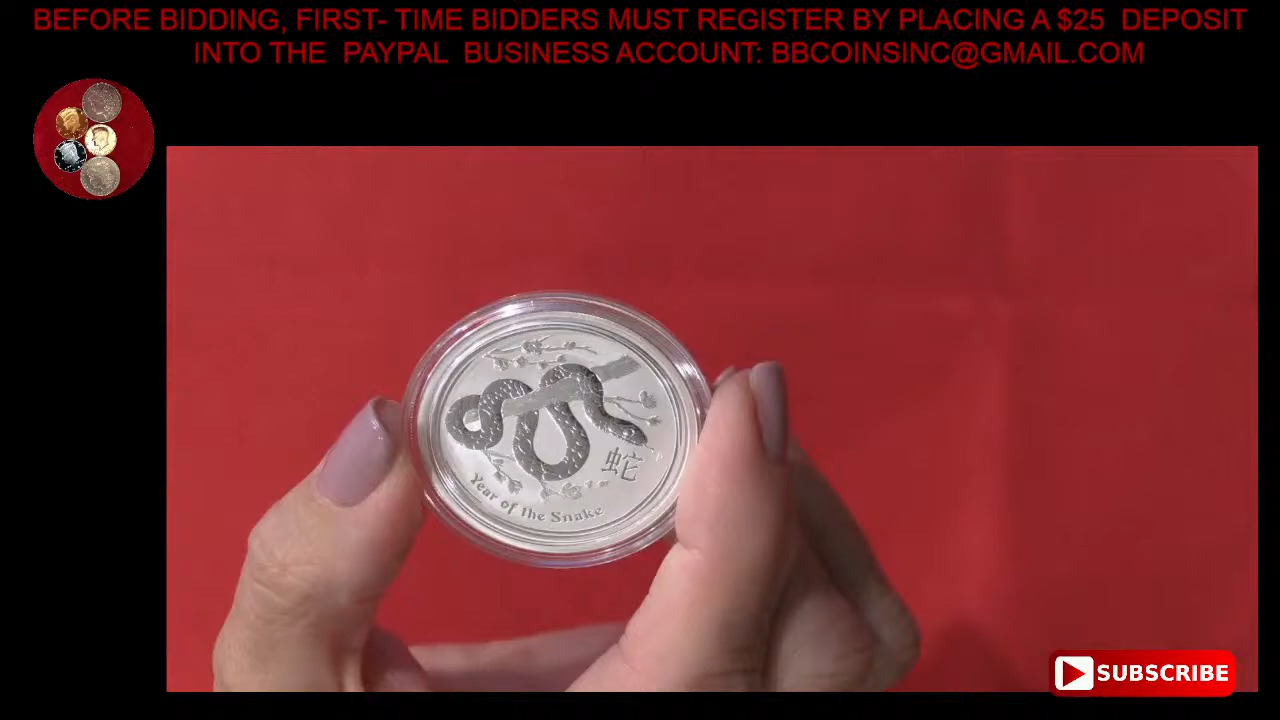 BEFORE BIDDING, FIRST- TIME BIDDERS MUST REGISTER BY PLACING A $25 DEPOSIT
INTO THE PAYPAL BUSINESS ACCOUNT: BBCOINSINC@GMAIL.COM
蛇
Year of the Snake
SUBSCRIBE